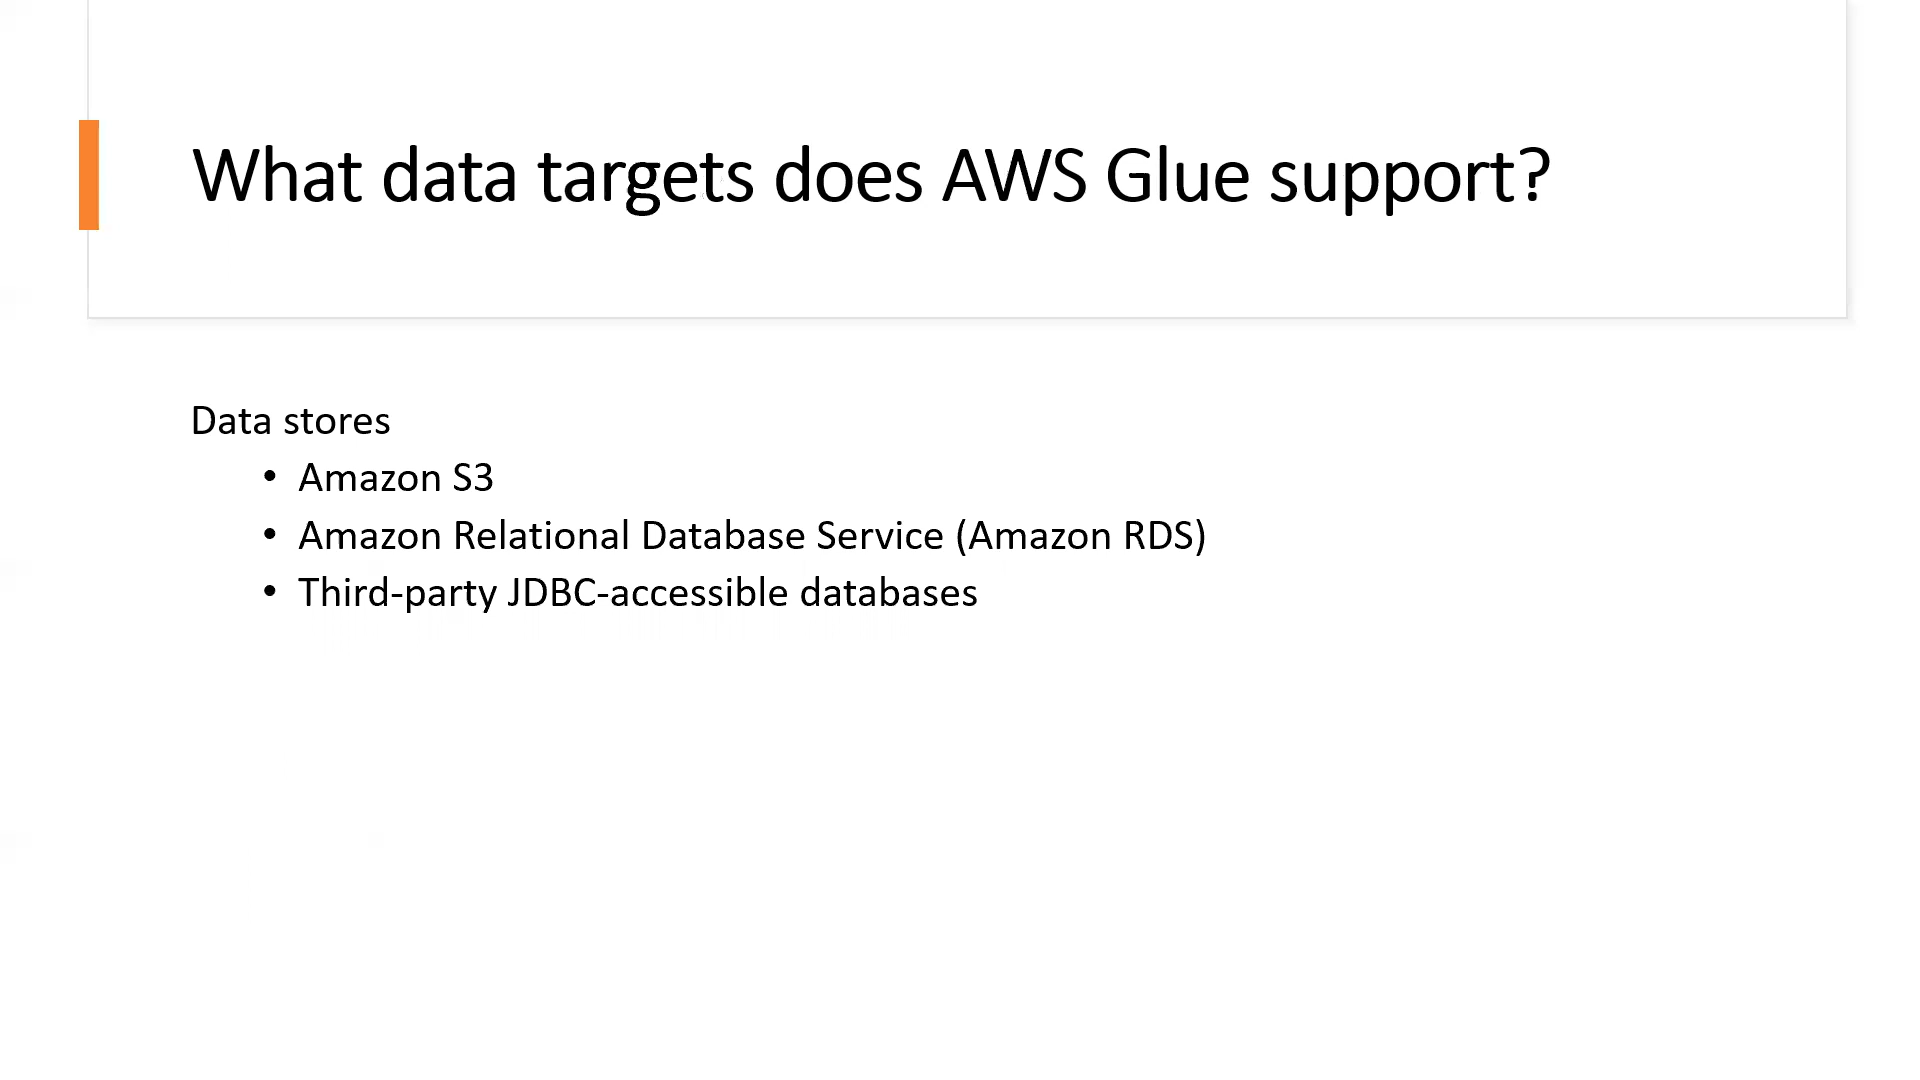 What data targets does AWS Glue support?
Data stores
• Amazon S3
• Amazon Relational Database Service (Amazon RDS)
• Third-party JDBC-accessible databases